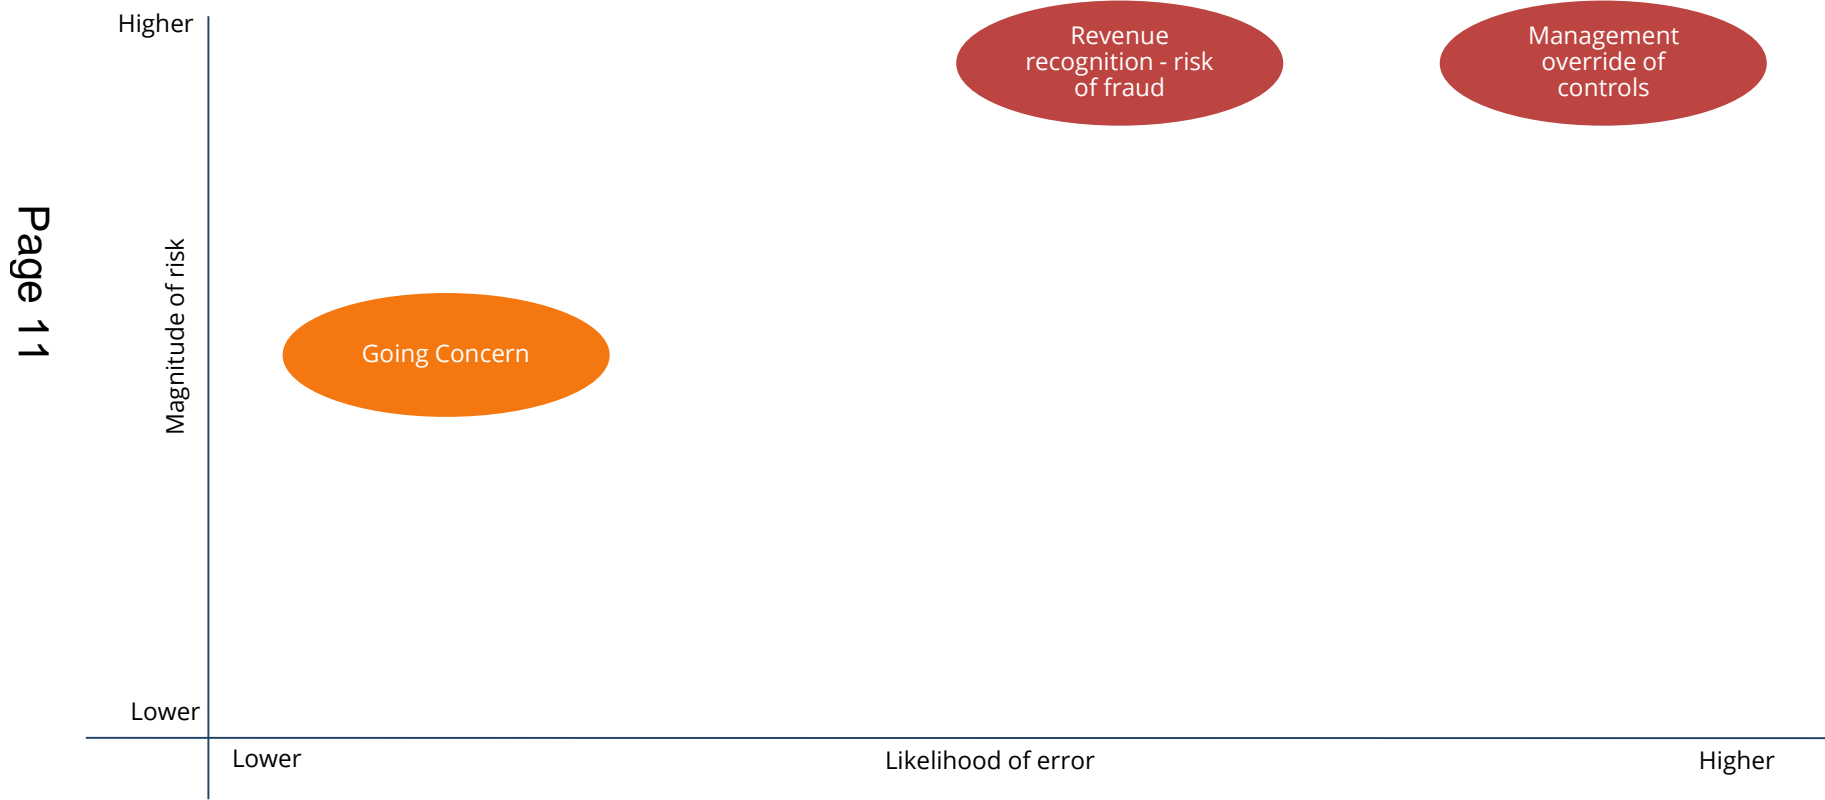 Higher
Revenue
recognition - risk
of fraud
Management
override of
controls
Page 11
Magnitude of risk
Going Concern
Lower
Lower
Likelihood of error
Higher